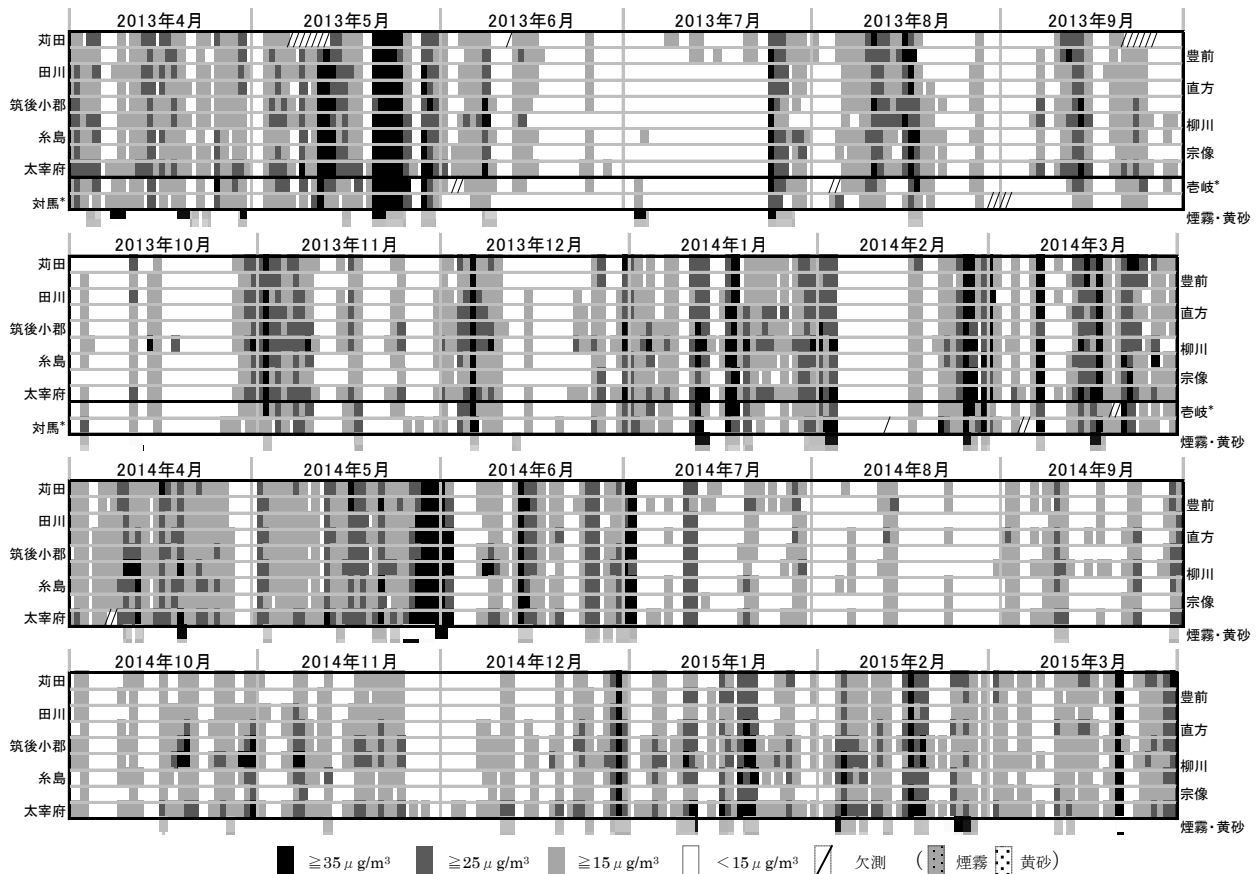 2013年4月 2013年5月 2013年6月 2013年7月 2013年8月 2013年9月
苅田
豊前
田川
直方
筑後小郡
柳川
糸島
宗像
太宰府
壱岐*
対馬*
煙霧・黄砂
2013年10月 2013年11月 2013年12月 2014年1月 2014年2月 2014年3月
苅田
豊前
田川
直方
筑後小郡
柳川
糸島
宗像
太宰府
壱岐*
対馬*
煙霧・黄砂
2014年4月 2014年5月 2014年6月 2014年7月 2014年8月 2014年9月
苅田
豊前
田川
直方
筑後小郡
柳川
糸島
宗像
太宰府
煙霧・黄砂
2014年10月 2014年11月 2014年12月 2015年1月 2015年2月 2015年3月
苅田
豊前
田川
直方
筑後小郡
柳川
糸島
宗像
太宰府
煙霧・黄砂
≧35μg/m³ ≧25μg/m³ ≧15μg/m³ <15μg/m³ 欠測 ( 煙霧 黄砂)